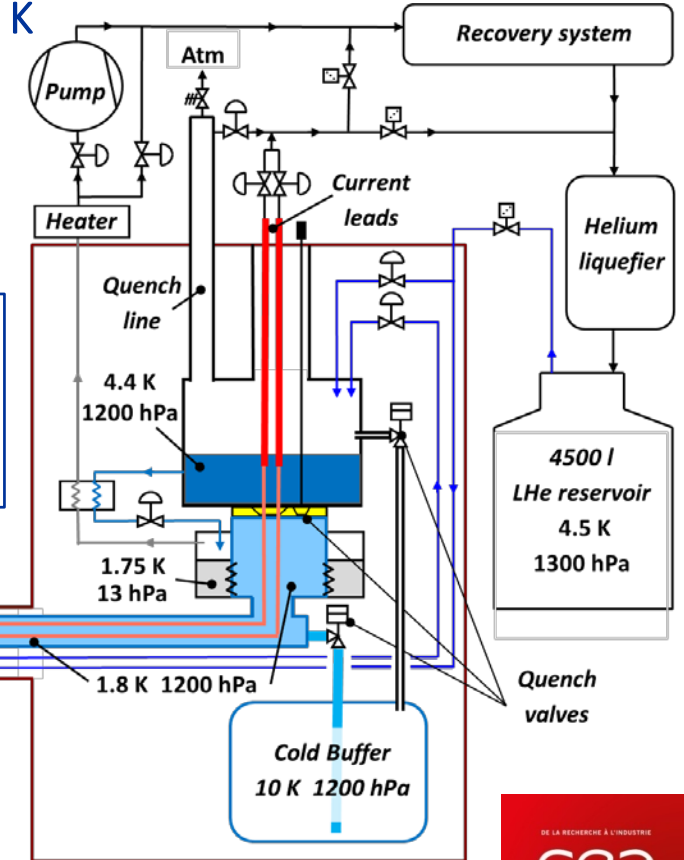 K
Atm
Recovery system
Pump
Current
leads
Heater
Helium
liquefier
Quench
line
4.4 K
1200 hPa
4500 l
LHe reservoir
4.5 K
1300 hPa
1.75 K
13 hPa
1.8 K 1200 hPa
Quench
valves
Cold Buffer
10 K 1200 hPa
DE LA RECHERCHE À L'INDUSTRIE
cea